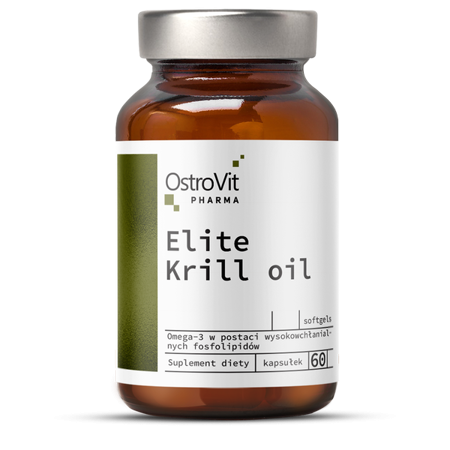 OstroVit
PHARMA
Elite
Krill oil
softgels
Omega-3 w postaci wysokowchłanial-
nych fosfolipidów
Suplement diety kapsułek 60